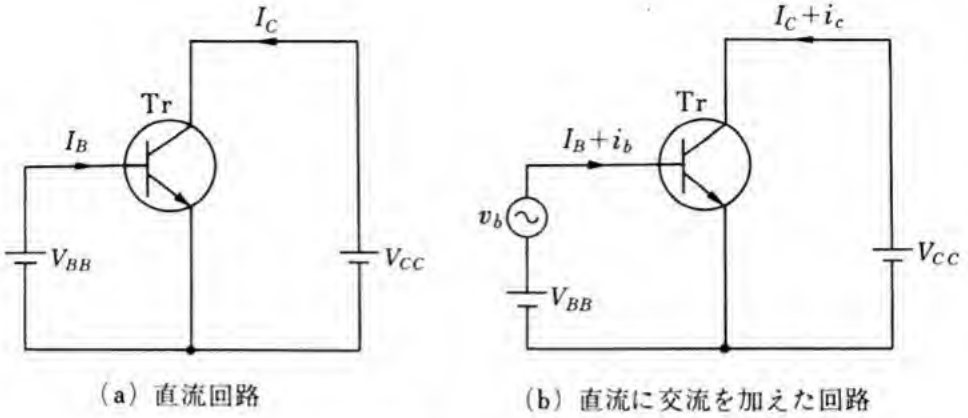 I_C
Tr
I_B
V_BB
V_CC
(a) 直流回路
I_C+i_c
Tr
I_B+i_b
v_b
V_BB
V_CC
(b) 直流に交流を加えた回路